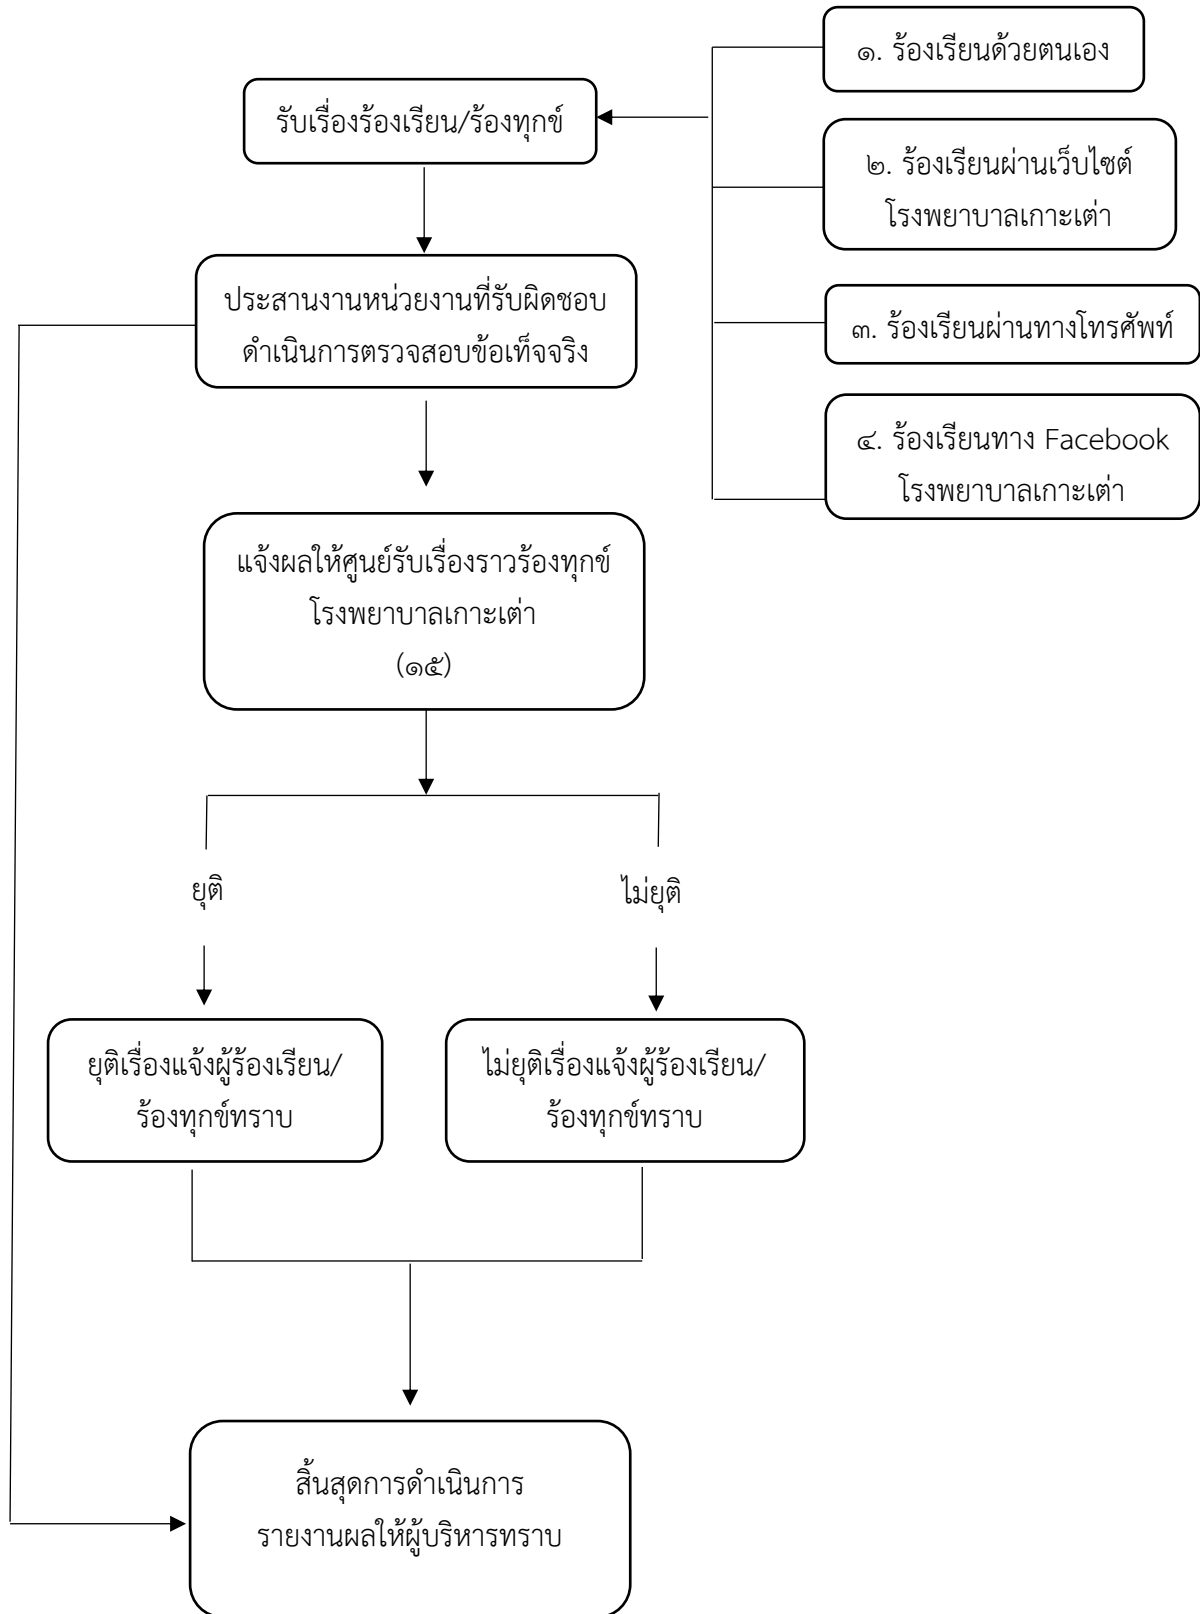 ๑. ร้องเรียนด้วยตนเอง
รับเรื่องร้องเรียน/ร้องทุกข์
๒. ร้องเรียนผ่านเว็บไซต์
โรงพยาบาลเกาะเต่า
ประสานงานหน่วยงานที่รับผิดชอบ
ดำเนินการตรวจสอบข้อเท็จจริง
๓. ร้องเรียนผ่านทางโทรศัพท์
๔. ร้องเรียนทาง Facebook
โรงพยาบาลเกาะเต่า
แจ้งผลให้ศูนย์รับเรื่องราวร้องทุกข์
โรงพยาบาลเกาะเต่า
(๑๕)
ยุติ
ไม่ยุติ
ยุติเรื่องแจ้งผู้ร้องเรียน/
ร้องทุกข์ทราบ
ไม่ยุติเรื่องแจ้งผู้ร้องเรียน/
ร้องทุกข์ทราบ
สิ้นสุดการดำเนินการ
รายงานผลให้ผู้บริหารทราบ